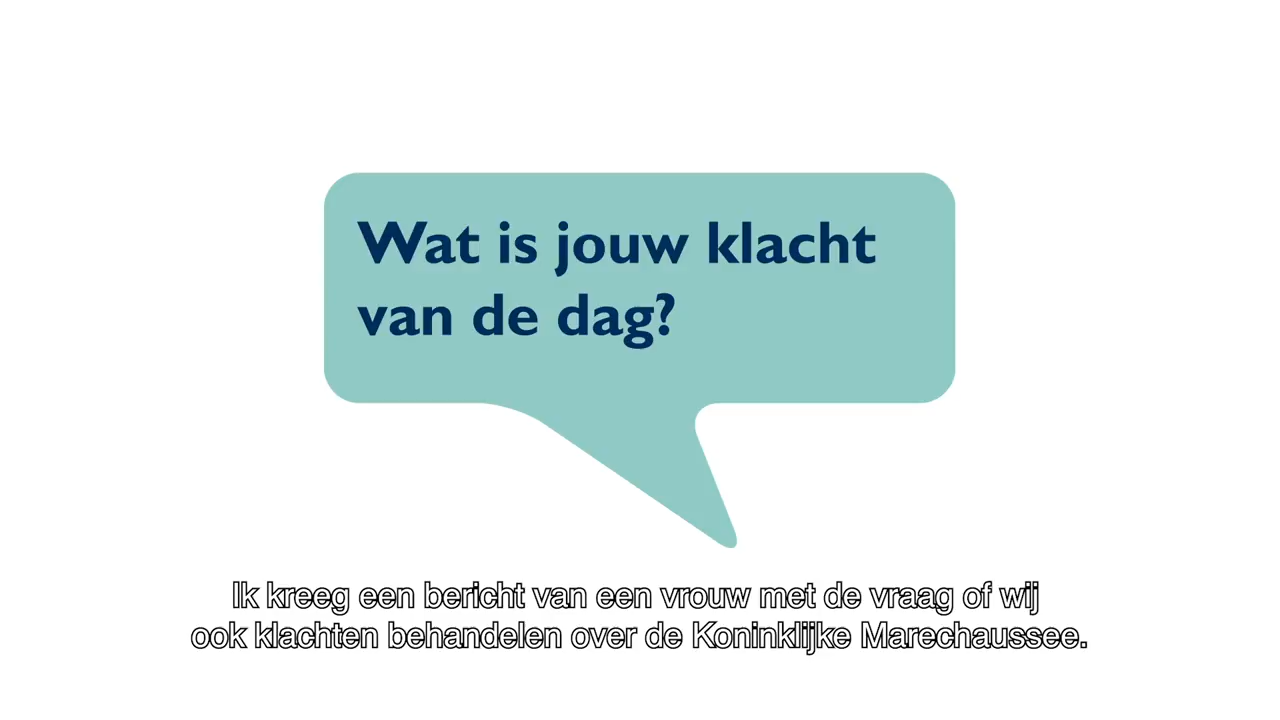 Wat is jouw klacht
van de dag?
Ik kreeg een bericht van een vrouw met de vraag of wij
ook klachten behandelen over de Koninklijke Marechaussee.